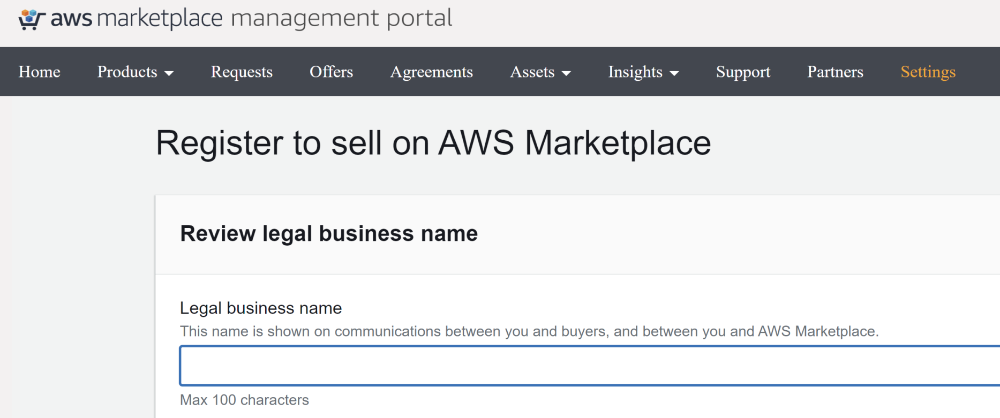 aws marketplace management portal
Home Products Requests Offers Agreements Assets Insights Support Partners Settings
Register to sell on AWS Marketplace
Review legal business name
Legal business name
This name is shown on communications between you and buyers, and between you and AWS Marketplace.
Max 100 characters